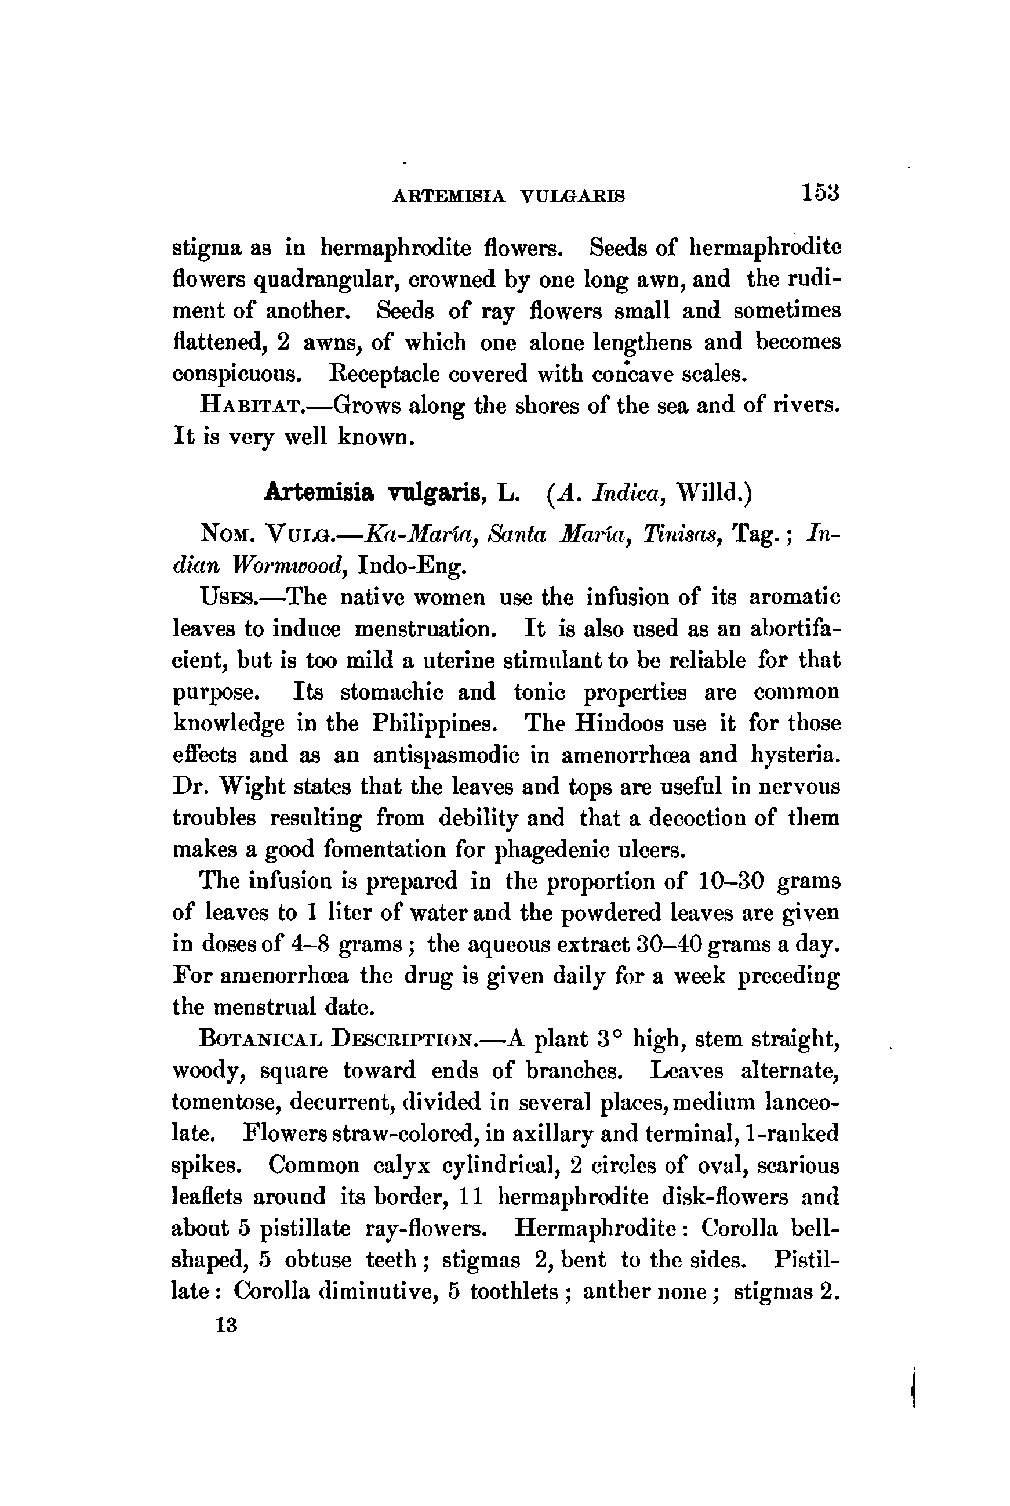 ARTEMISIA VULGARIS 153
stigma as in hermaphrodite flowers. Seeds of hermaphrodite
flowers quadrangular, crowned by one long awn, and the rudi-
ment of another. Seeds of ray flowers small and sometimes
flattened, 2 awns, of which one alone lengthens and becomes
conspicuous. Receptacle covered with concave scales.
HABITAT.—Grows along the shores of the sea and of rivers.
It is very well known.
Artemisia vulgaris, L. (A. Indica, Willd.)
NOM. VULG.—Ka-María, Santa María, Tinisas, Tag.; In-
dian Wormwood, Indo-Eng.
USES.—The native women use the infusion of its aromatic
leaves to induce menstruation. It is also used as an abortifa-
cient, but is too mild a uterine stimulant to be reliable for that
purpose. Its stomachic and tonic properties are common
knowledge in the Philippines. The Hindoos use it for those
effects and as an antispasmodic in amenorrhœa and hysteria.
Dr. Wight states that the leaves and tops are useful in nervous
troubles resulting from debility and that a decoction of them
makes a good fomentation for phagedenic ulcers.
The infusion is prepared in the proportion of 10–30 grams
of leaves to 1 liter of water and the powdered leaves are given
in doses of 4–8 grams; the aqueous extract 30–40 grams a day.
For amenorrhœa the drug is given daily for a week preceding
the menstrual date.
BOTANICAL DESCRIPTION.—A plant 3° high, stem straight,
woody, square toward ends of branches. Leaves alternate,
tomentose, decurrent, divided in several places, medium lanceo-
late. Flowers straw-colored, in axillary and terminal, 1-ranked
spikes. Common calyx cylindrical, 2 circles of oval, scarious
leaflets around its border, 11 hermaphrodite disk-flowers and
about 5 pistillate ray-flowers. Hermaphrodite: Corolla bell-
shaped, 5 obtuse teeth; stigmas 2, bent to the sides. Pistil-
late: Corolla diminutive, 5 toothlets; anther none; stigmas 2.
13